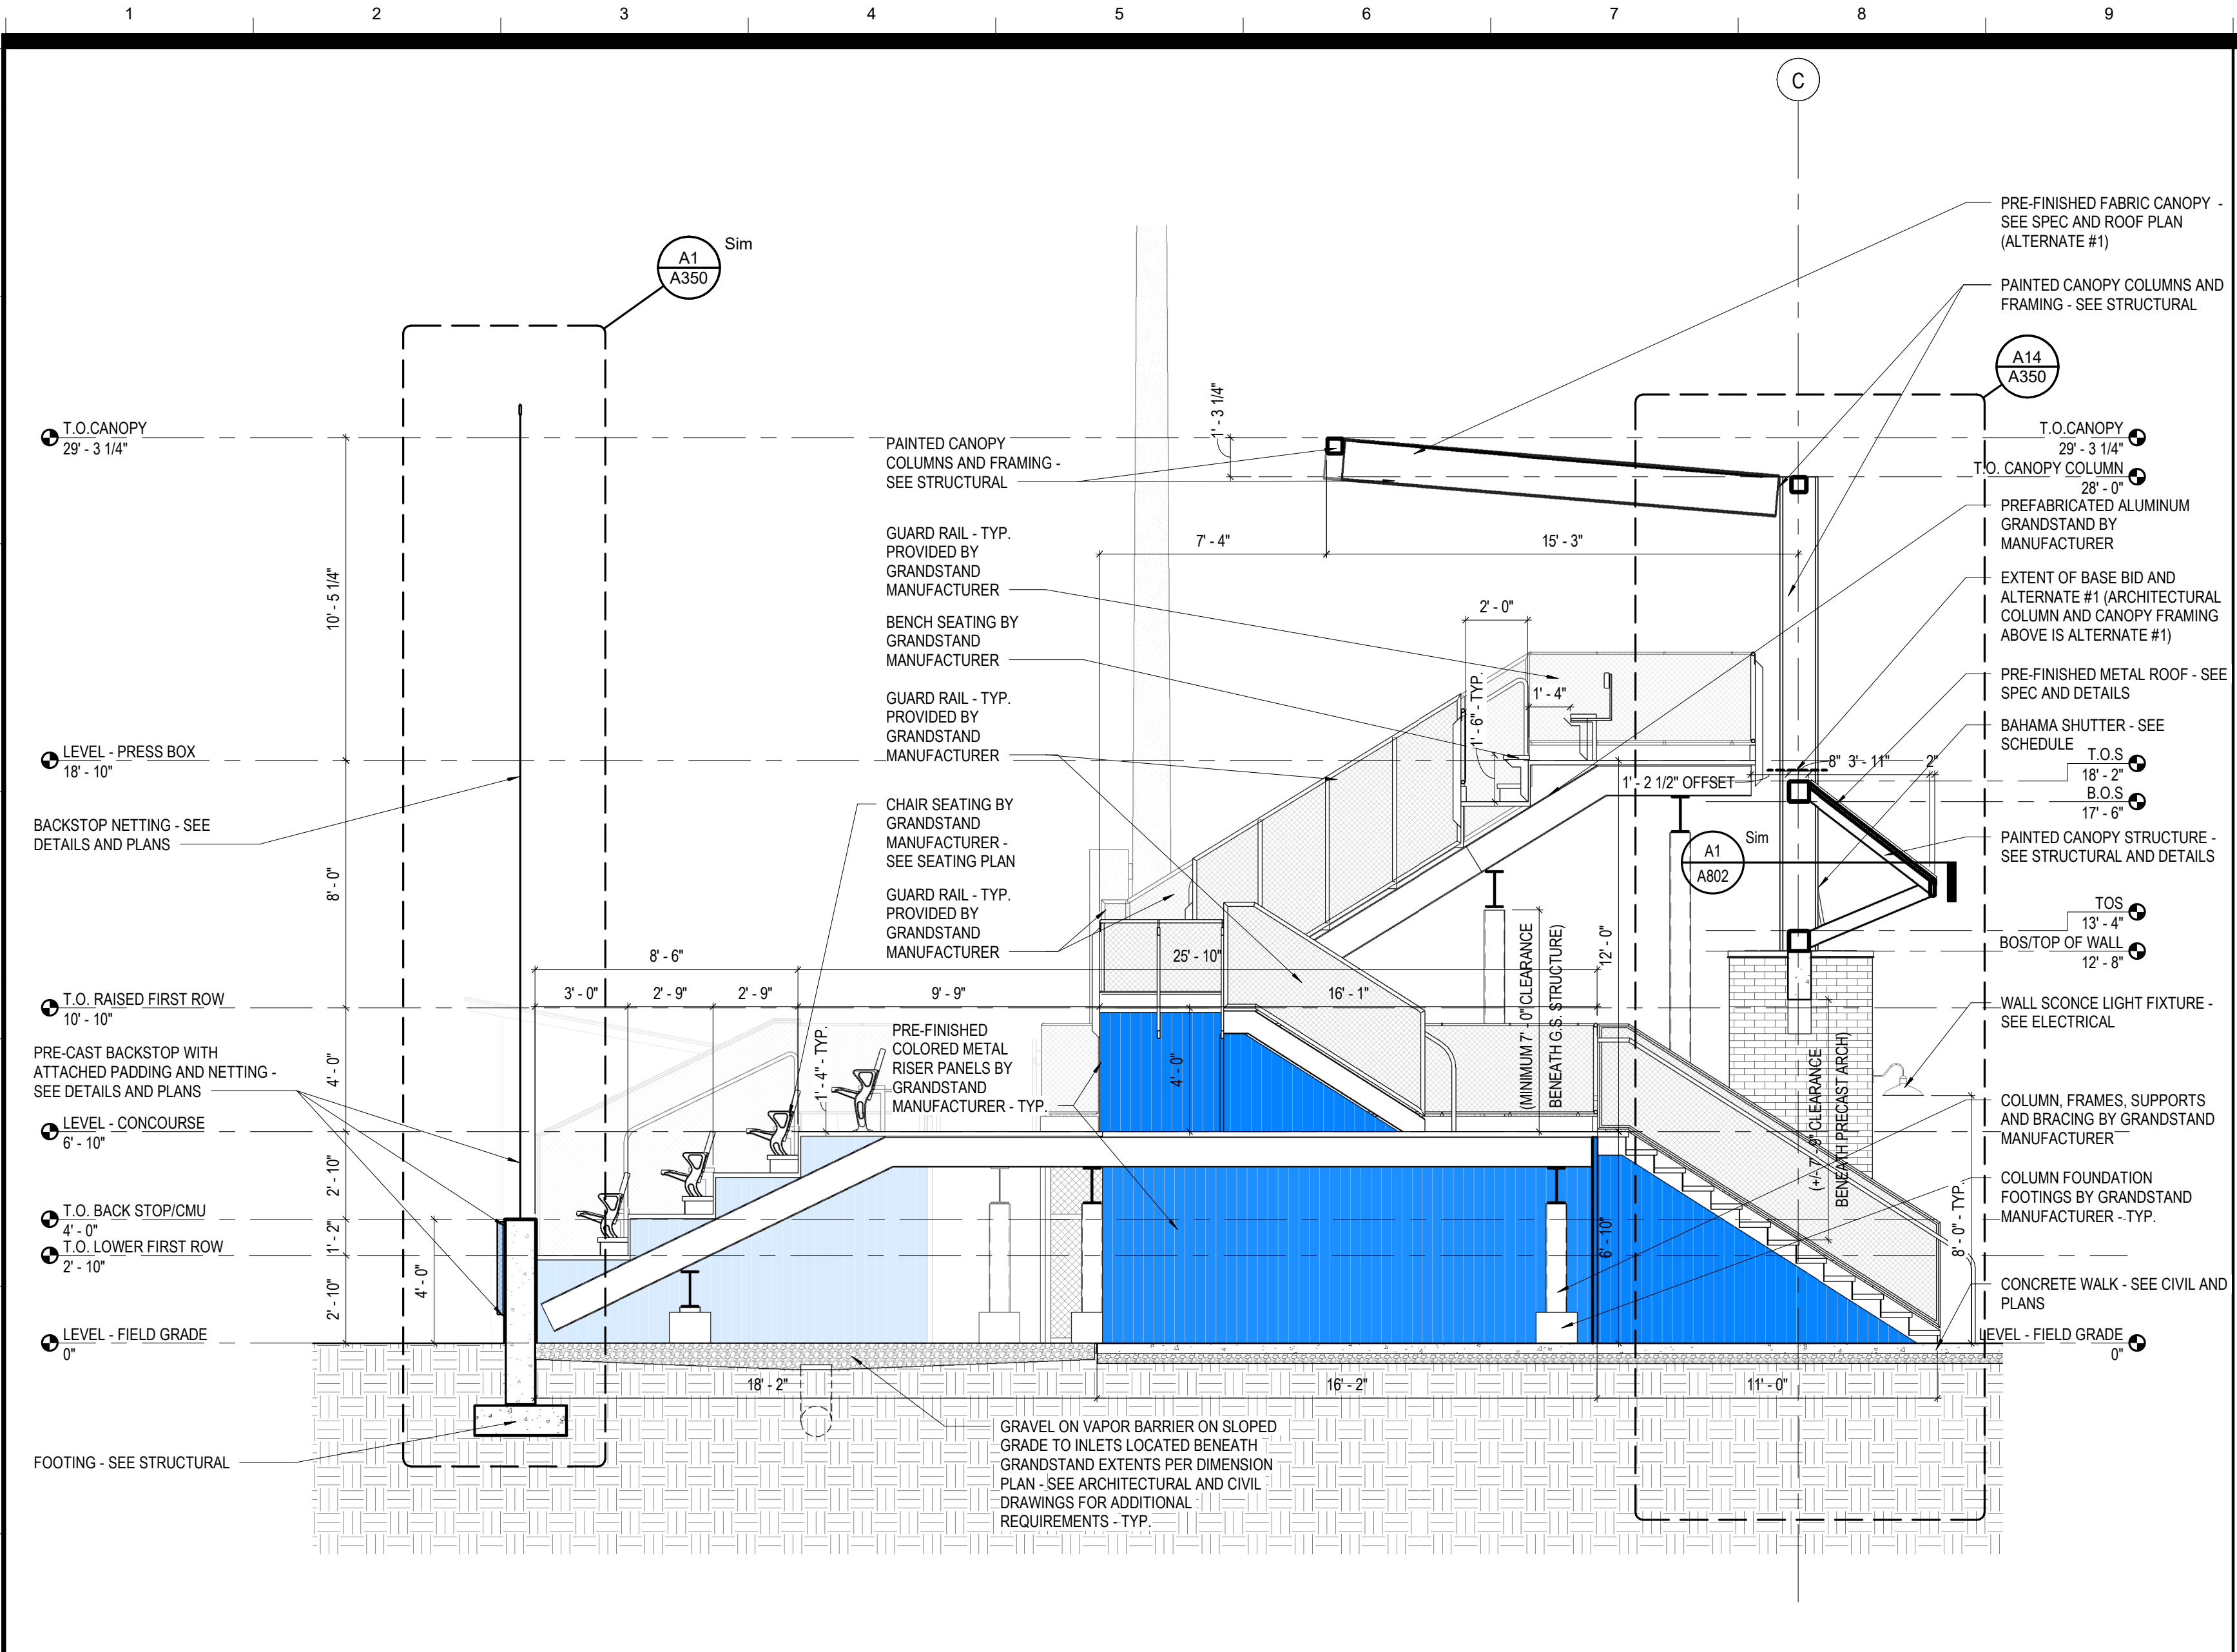 1 2 3 4 5 6 7 8 9
C
A1
A350
Sim
A14
A350
T.O.CANOPY
29' - 3 1/4"
LEVEL - PRESS BOX
18' - 10"
BACKSTOP NETTING - SEE
DETAILS AND PLANS
T.O. RAISED FIRST ROW
10' - 10"
PRE-CAST BACKSTOP WITH
ATTACHED PADDING AND NETTING -
SEE DETAILS AND PLANS
LEVEL - CONCOURSE
6' - 10"
T.O. BACK STOP/CMU
4' - 0"
T.O. LOWER FIRST ROW
2' - 10"
LEVEL - FIELD GRADE
0"
FOOTING - SEE STRUCTURAL
10' - 5 1/4"
8' - 0"
4' - 0"
2' - 10"
1' - 2"
2' - 10"
4' - 0"
PAINTED CANOPY
COLUMNS AND FRAMING -
SEE STRUCTURAL
GUARD RAIL - TYP.
PROVIDED BY
GRANDSTAND
MANUFACTURER
BENCH SEATING BY
GRANDSTAND
MANUFACTURER
GUARD RAIL - TYP.
PROVIDED BY
GRANDSTAND
MANUFACTURER
CHAIR SEATING BY
GRANDSTAND
MANUFACTURER -
SEE SEATING PLAN
GUARD RAIL - TYP.
PROVIDED BY
GRANDSTAND
MANUFACTURER
PRE-FINISHED
COLORED METAL
RISER PANELS BY
GRANDSTAND
MANUFACTURER - TYP.
1' - 3 1/4"
7' - 4"
15' - 3"
2' - 0"
1' - 4"
1' - 6" - TYP.
8' - 6"
25' - 10"
3' - 0"
2' - 9"
2' - 9"
9' - 9"
16' - 1"
1' - 4" - TYP.
4' - 0"
(MINIMUM 7' - 0" CLEARANCE
BENEATH G.S. STRUCTURE)
12' - 0"
6' - 10"
1' - 2 1/2" OFFSET
8"
3' - 11"
2"
A1
A802
Sim
(+/- 7' - 9" CLEARANCE
BENEATH PRECAST ARCH)
8' - 0" - TYP.
18' - 2"
16' - 2"
11' - 0"
GRAVEL ON VAPOR BARRIER ON SLOPED
GRADE TO INLETS LOCATED BENEATH
GRANDSTAND EXTENTS PER DIMENSION
PLAN - SEE ARCHITECTURAL AND CIVIL
DRAWINGS FOR ADDITIONAL
REQUIREMENTS - TYP.
PRE-FINISHED FABRIC CANOPY -
SEE SPEC AND ROOF PLAN
(ALTERNATE #1)
PAINTED CANOPY COLUMNS AND
FRAMING - SEE STRUCTURAL
T.O.CANOPY
29' - 3 1/4"
T.O. CANOPY COLUMN
28' - 0"
PREFABRICATED ALUMINUM
GRANDSTAND BY
MANUFACTURER
EXTENT OF BASE BID AND
ALTERNATE #1 (ARCHITECTURAL
COLUMN AND CANOPY FRAMING
ABOVE IS ALTERNATE #1)
PRE-FINISHED METAL ROOF - SEE
SPEC AND DETAILS
BAHAMA SHUTTER - SEE
SCHEDULE
T.O.S
18' - 2"
B.O.S
17' - 6"
PAINTED CANOPY STRUCTURE -
SEE STRUCTURAL AND DETAILS
TOS
13' - 4"
BOS/TOP OF WALL
12' - 8"
WALL SCONCE LIGHT FIXTURE -
SEE ELECTRICAL
COLUMN, FRAMES, SUPPORTS
AND BRACING BY GRANDSTAND
MANUFACTURER
COLUMN FOUNDATION
FOOTINGS BY GRANDSTAND
MANUFACTURER - TYP.
CONCRETE WALK - SEE CIVIL AND
PLANS
LEVEL - FIELD GRADE
0"